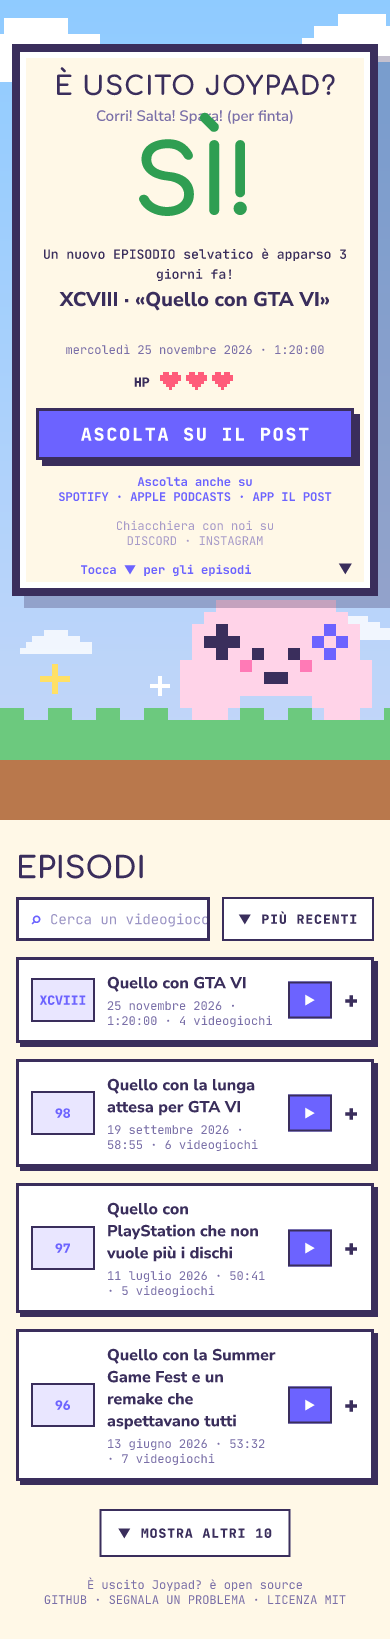 È USCITO JOYPAD?
Corri! Salta! Spara! (per finta)
SÌ!
Un nuovo EPISODIO selvatico è apparso 3
giorni fa!
XCVIII · «Quello con GTA VI»
mercoledì 25 novembre 2026 · 1:20:00
HP
ASCOLTA SU IL POST
Ascolta anche su
SPOTIFY · APPLE PODCASTS · APP IL POST
Chiacchiera con noi su
DISCORD · INSTAGRAM
Tocca ▼ per gli episodi ▼
EPISODI
⌕ Cerca un videogioco
▼ PIÙ RECENTI
XCVIII
Quello con GTA VI
25 novembre 2026 ·
1:20:00 · 4 videogiochi
98
Quello con la lunga
attesa per GTA VI
19 settembre 2026 ·
58:55 · 6 videogiochi
97
Quello con
PlayStation che non
vuole più i dischi
11 luglio 2026 · 50:41
· 5 videogiochi
96
Quello con la Summer
Game Fest e un
remake che
aspettavano tutti
13 giugno 2026 · 53:32
· 7 videogiochi
▼ MOSTRA ALTRI 10
È uscito Joypad? è open source
GITHUB · SEGNALA UN PROBLEMA · LICENZA MIT